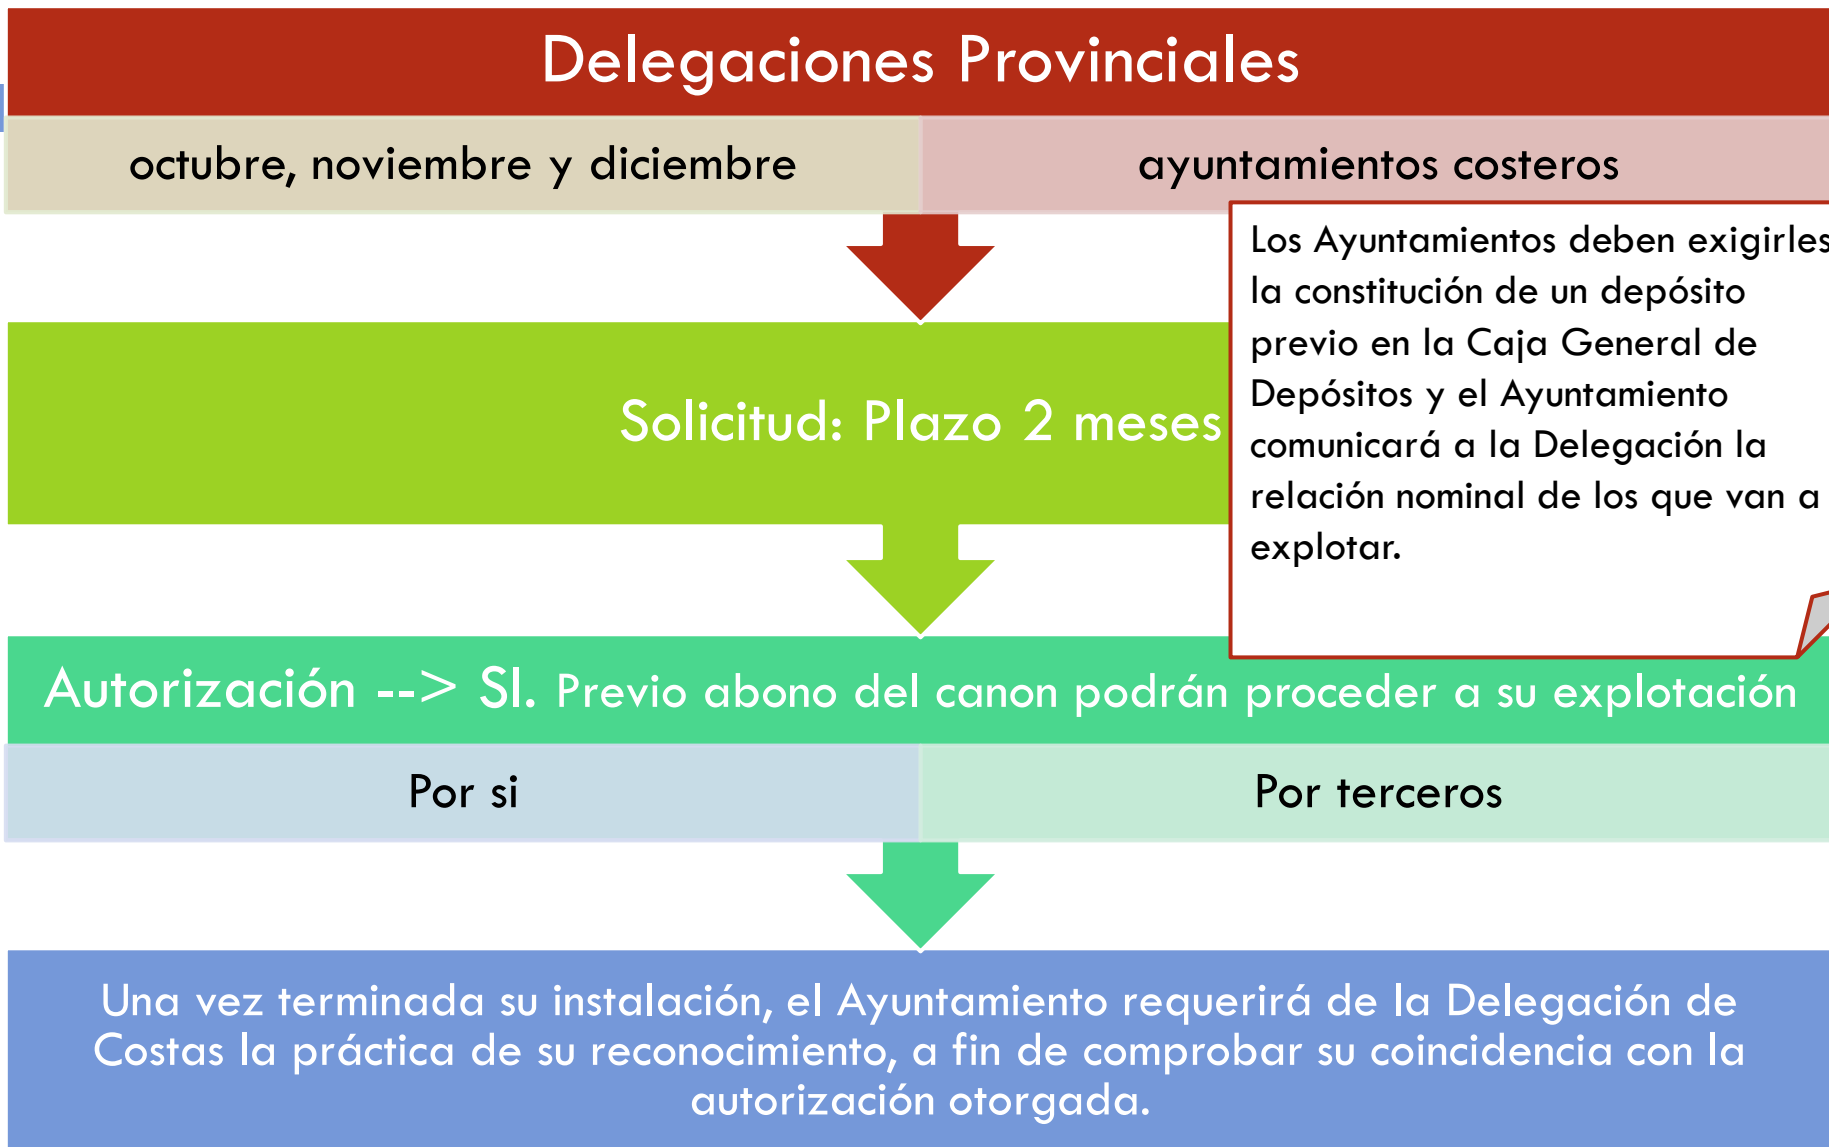 Delegaciones Provinciales
octubre, noviembre y diciembre
ayuntamientos costeros
Los Ayuntamientos deben exigirles
la constitución de un depósito
previo en la Caja General de
Depósitos y el Ayuntamiento
comunicará a la Delegación la
relación nominal de los que van a
explotar.
Solicitud: Plazo 2 meses
Autorización --> SI. Previo abono del canon podrán proceder a su explotación
Por si
Por terceros
Una vez terminada su instalación, el Ayuntamiento requerirá de la Delegación de
Costas la práctica de su reconocimiento, a fin de comprobar su coincidencia con la
autorización otorgada.